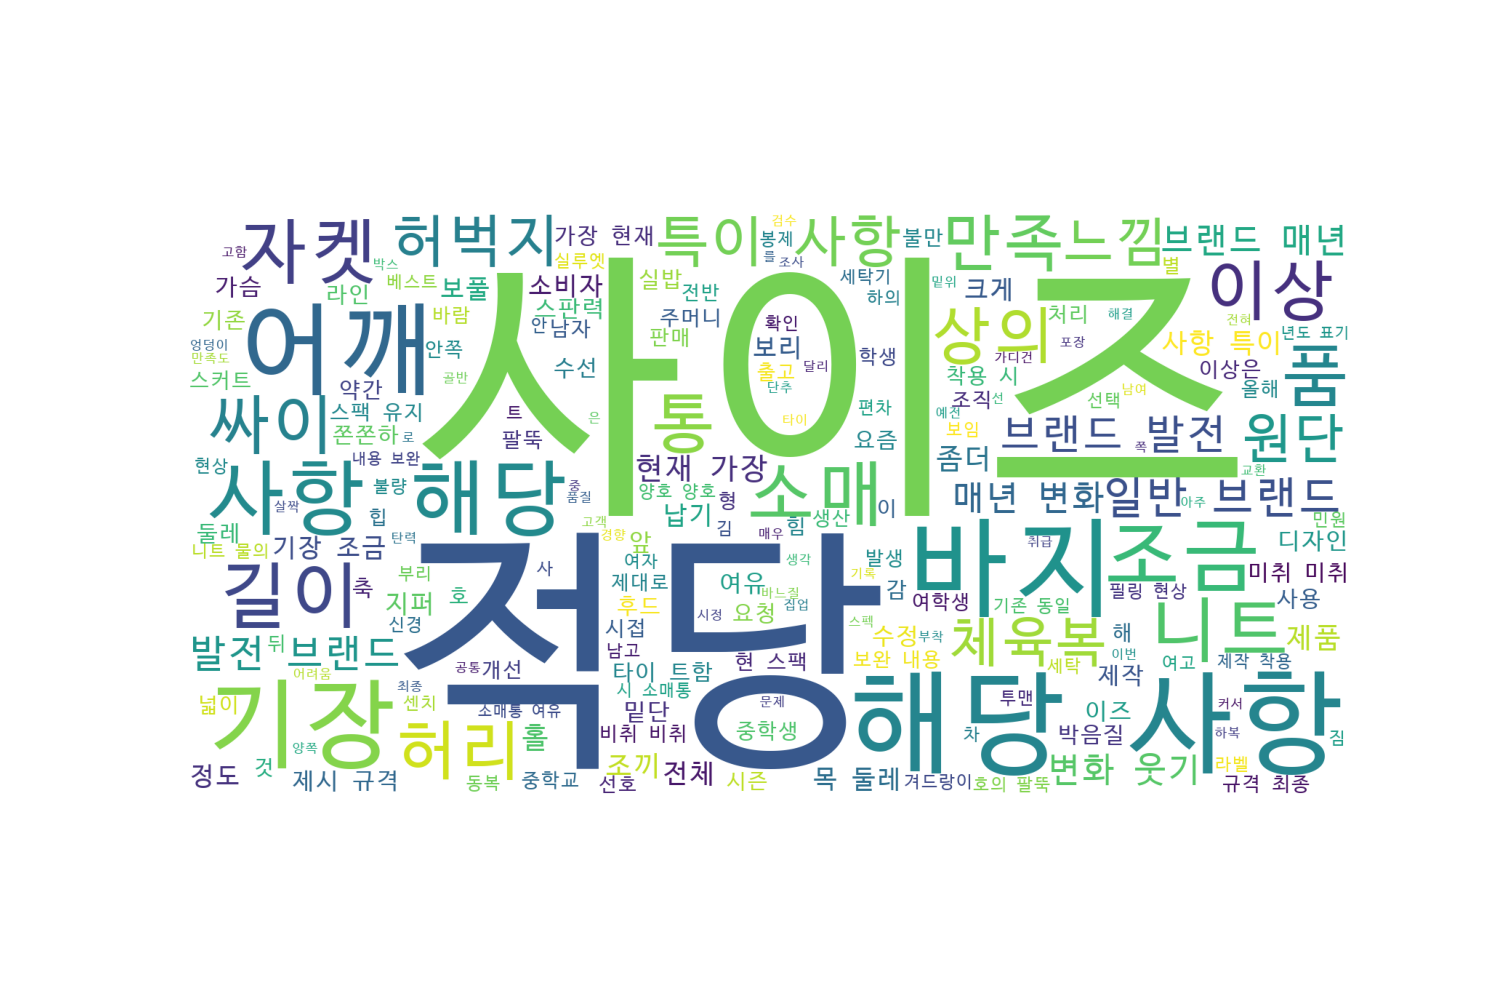 고함
자켓
허벅지
가장 현재
특이사항
검수
만족
느낌
브랜드 매년
봉제
불만
를
조사
실루엣
박스
가슴
라인
베스트
보풀
소비자
실밥
전반
세탁기
하의
밑위
크게
별
이상
사이즈
기존
바람
스판력
주머니
확인
상의
처리
해결
전혀
년도 표기
엉덩이
만족도
어깨
안쪽
안
남자
판매
보리
학생
가디건
포장
사항 특이
품
스커트
약간
골반
수선
출고
달리
단추
착용 시
이상은
올해
싸이
스팩 유지
트
은
통
타이
편차
예전
조직
선
선택
남여
쫀쫀하
로
팔뚝
요즘
보임
브랜드 발전
쪽
원단
현상
내용 보완
현재 가장
소매
좀더
교환
사항 해당
불량
중
품질
양호 양호
형
이
매년 변화
일반 브랜드
아주
살짝
힙
납기
김
힘
생산
둘레
고객
민원
니트 물의
기장 조금
탄력
경향
앞
매우
바지
취급
조금
디자인
적당
사
여자
생각
발생
길이
축
부리
제대로
여유
바느질
기록
감
미취 미취
지퍼
호
후드
시정
요청
집업
여학생
기존 동일
필링 현상
사용
신경
시접
스펙
수정
부착
체육복
해
니트
제품
발전 브랜드
뒤
남고
현 스팩
보완 내용
이번
여고
제작 착용
공통
개선
타이 트함
세탁
제작
어려움
최종
시 소매통
해당 사항
넓이
기장
센치
소매통 여유
밑단
문제
투맨
이즈
커서
양쪽
허리
홀
비취 비취
중학생
차
박음질
하복
짐
정도
것
제시 규격
동복
중학교
조끼
선호
전체
시즌
목 둘레
겨드랑이
호의 팔뚝
변화 웃기
라벨
규격 최종